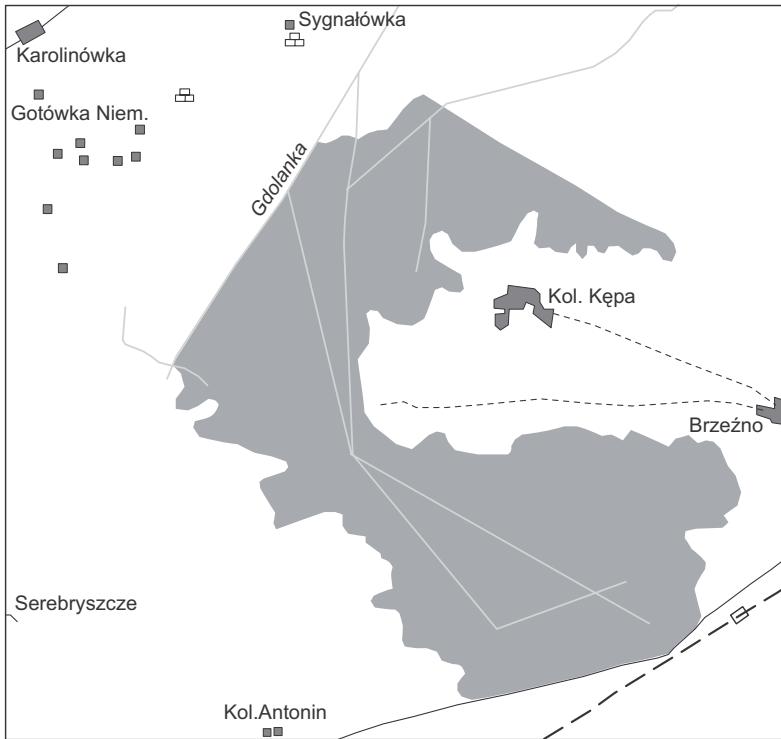 Sygnałówka
Karolinówka
Gotówka Niem.
Gdolanka
Kol. Kępa
Brzeźno
Serebryszcze
Kol.Antonin